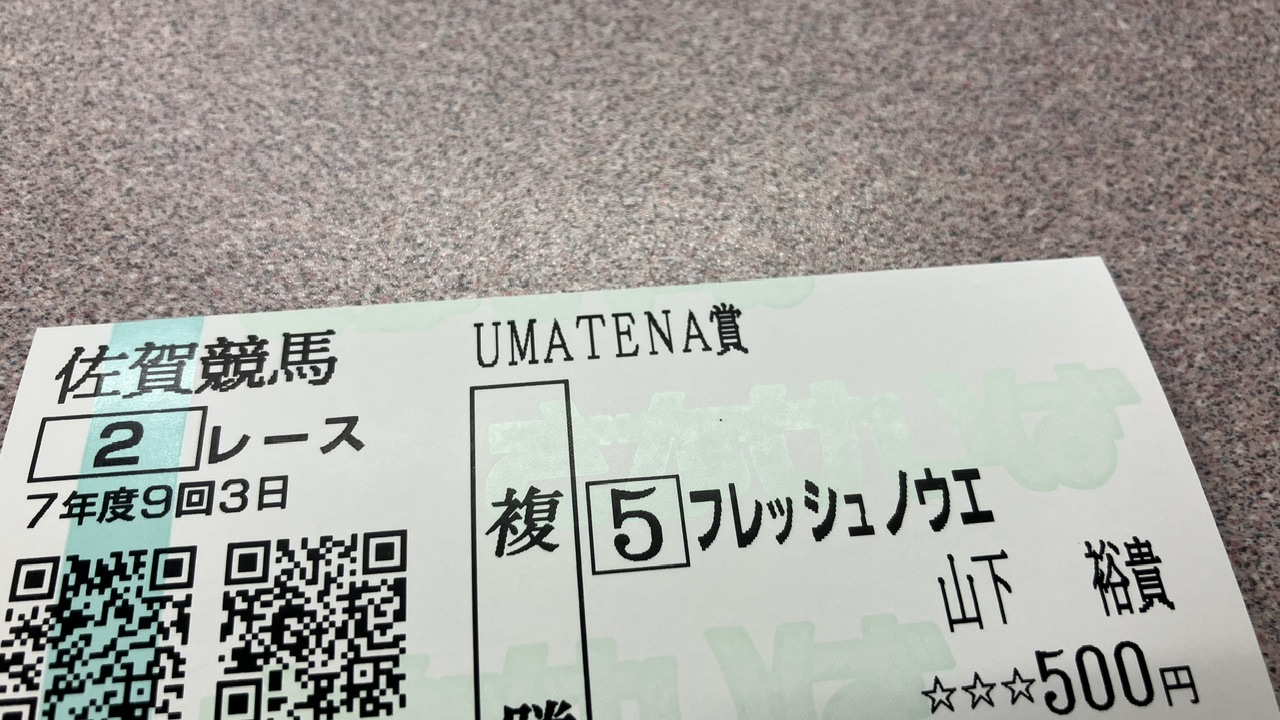 佐賀競馬
2レース
7年度9回3日
UMATENA賞
複勝
5 フレッシュノウエ
山下 裕貴
☆☆☆500円